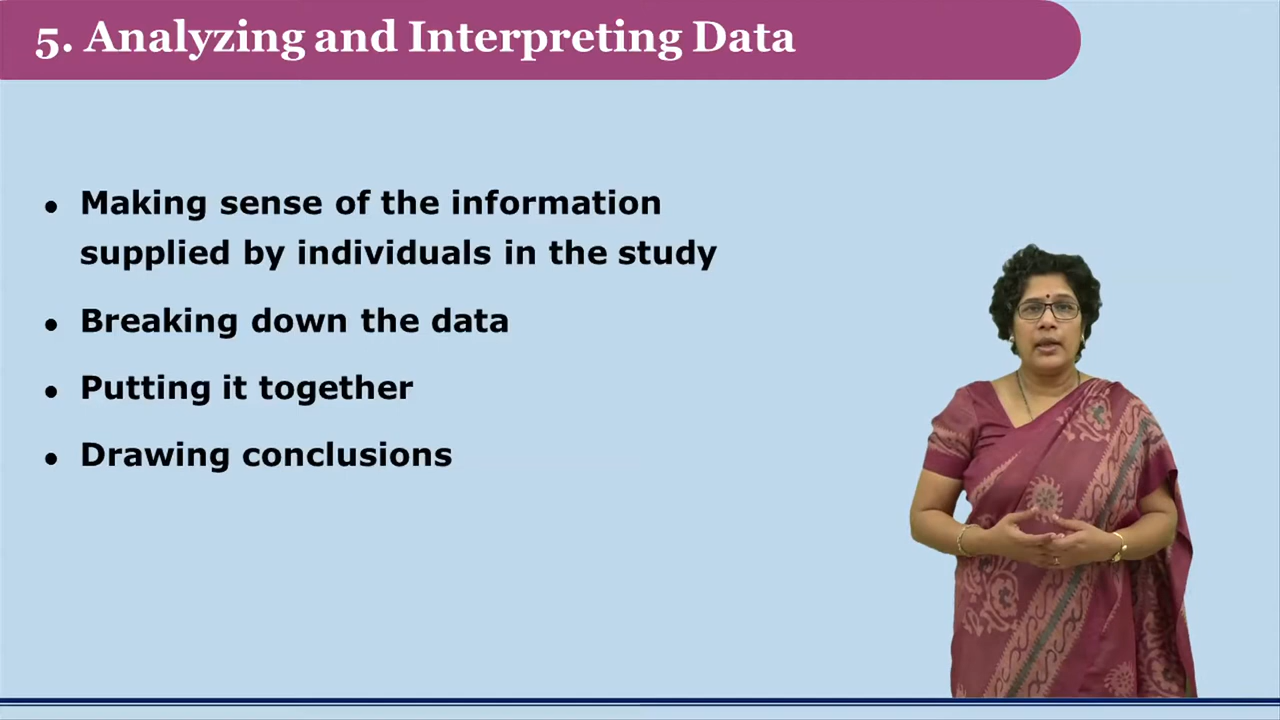 5. Analyzing and Interpreting Data
• Making sense of the information
supplied by individuals in the study
• Breaking down the data
• Putting it together
• Drawing conclusions